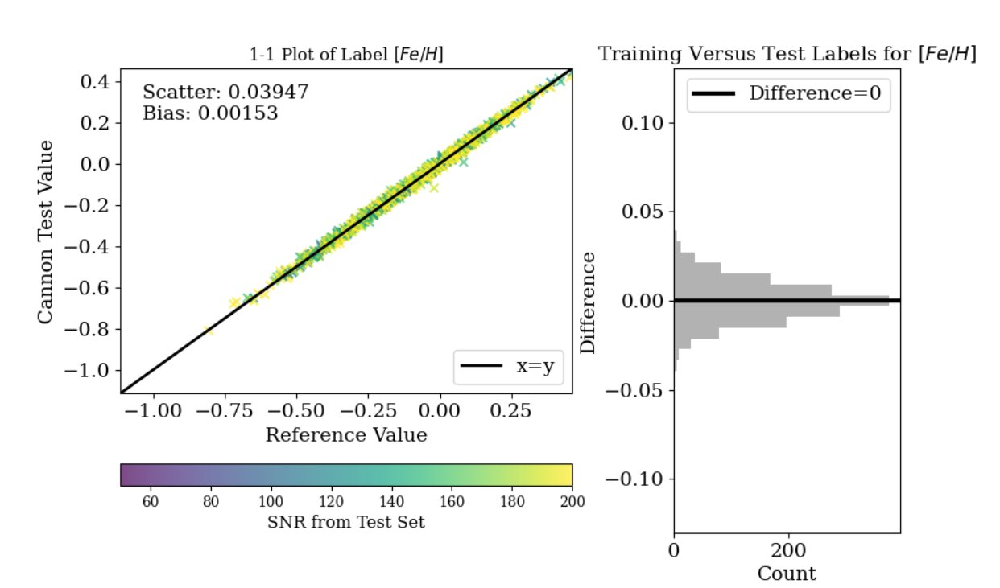 1-1 Plot of Label [Fe/H]
Scatter: 0.03947
Bias: 0.00153
Cannon Test Value
0.4
0.2
0.0
−0.2
−0.4
−0.6
−0.8
−1.0
x=y
−1.00 −0.75 −0.50 −0.25 0.00 0.25
Reference Value
60 80 100 120 140 160 180 200
SNR from Test Set
Training Versus Test Labels for [Fe/H]
Difference=0
Difference
0.10
0.05
0.00
−0.05
−0.10
0 200
Count